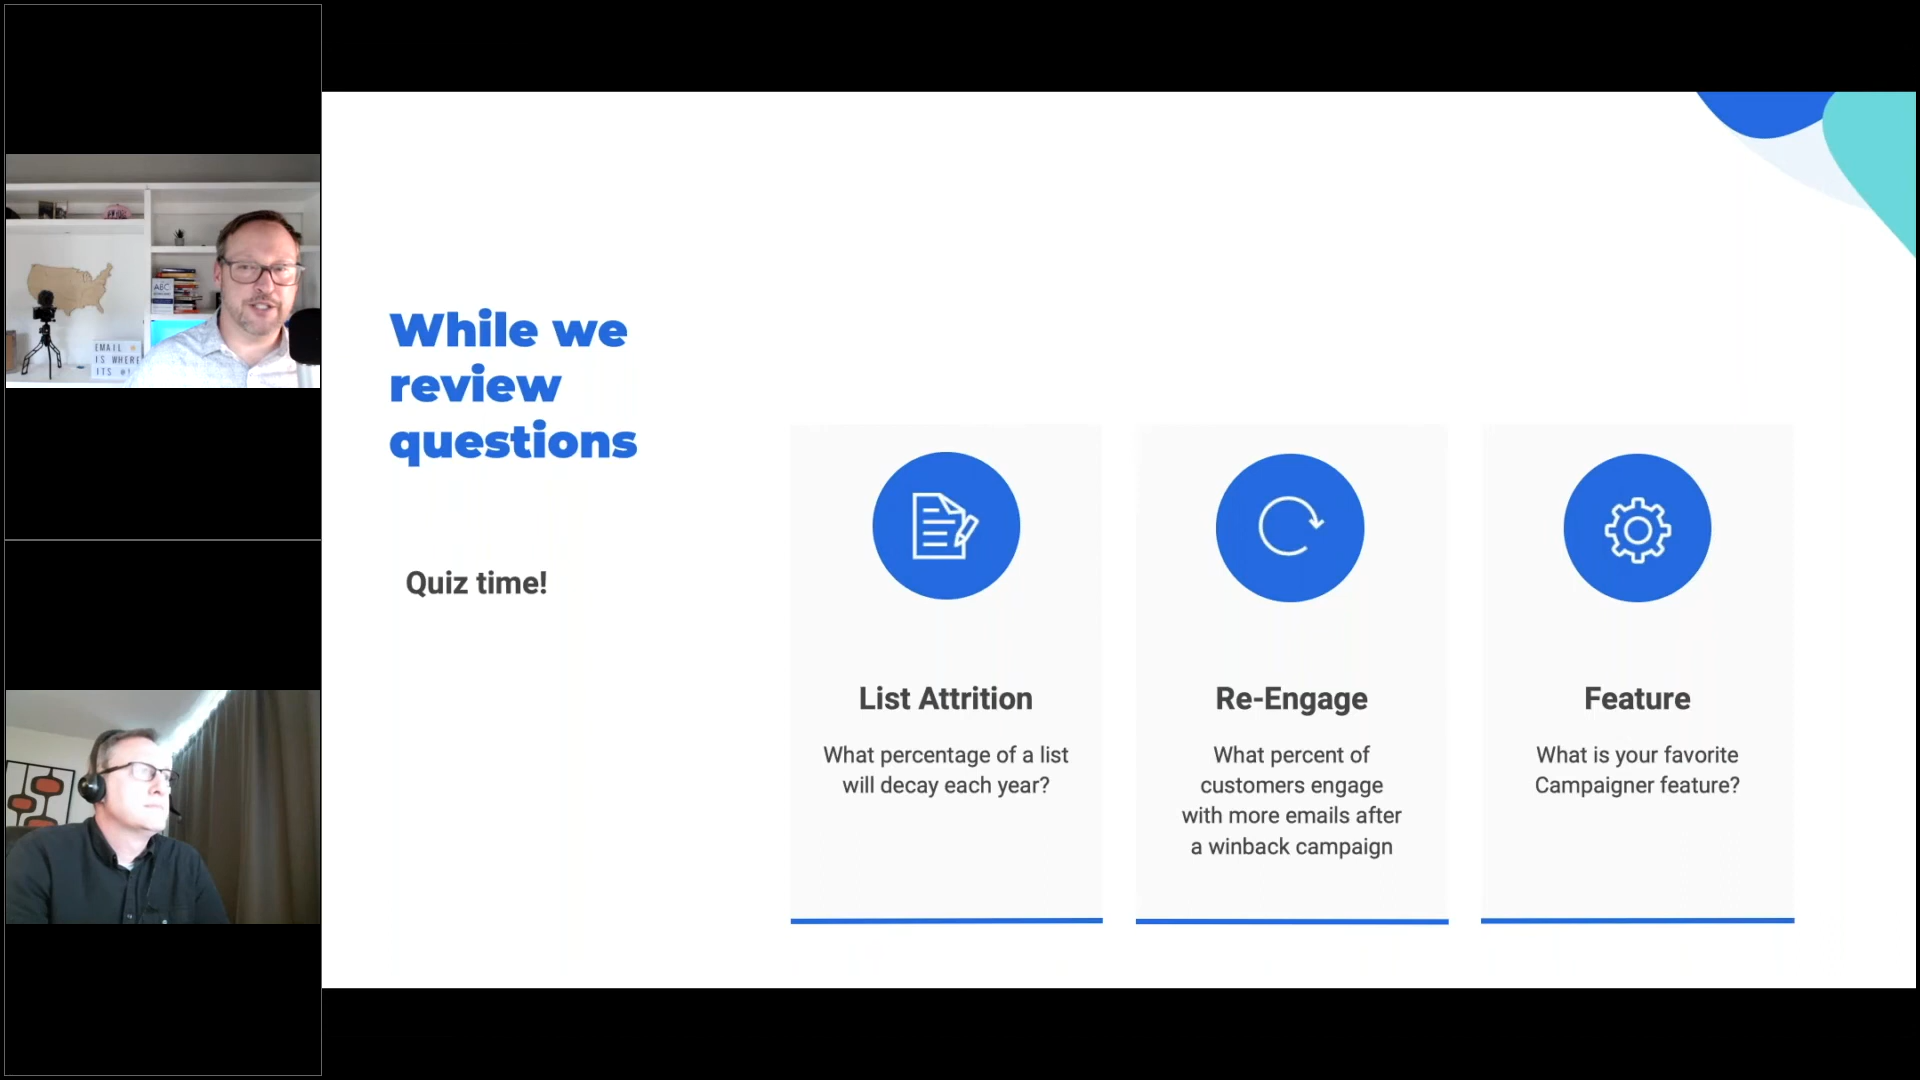 ABC
EMAIL
IS WHERE
ITS @!
While we
review
questions
Quiz time!
List Attrition
What percentage of a list
will decay each year?
Re-Engage
What percent of
customers engage
with more emails after
a winback campaign
Feature
What is your favorite
Campaigner feature?